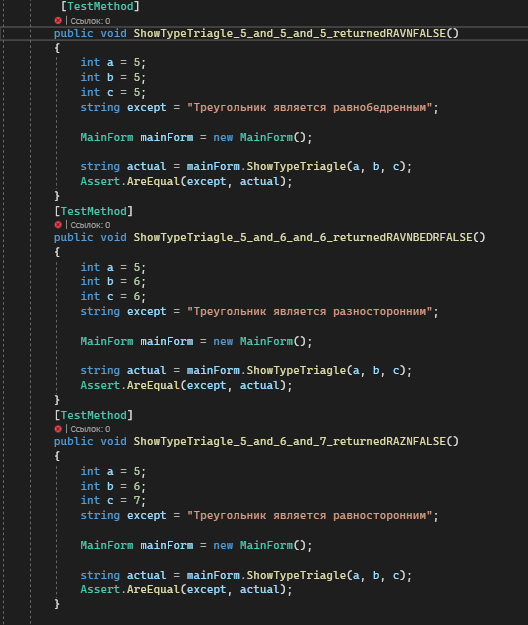 [TestMethod]
| Ссылок: 0
public void ShowTypeTriagle_5_and_5_and_5_returnedRAVNFALSE()
{
int a = 5;
int b = 5;
int c = 5;
string except = "Треугольник является равнобедренным";
MainForm mainForm = new MainForm();
string actual = mainForm.ShowTypeTriagle(a, b, c);
Assert.AreEqual(except, actual);
}
[TestMethod]
| Ссылок: 0
public void ShowTypeTriagle_5_and_6_and_6_returnedRAVNBEDRFALSE()
{
int a = 5;
int b = 6;
int c = 6;
string except = "Треугольник является разносторонним";
MainForm mainForm = new MainForm();
string actual = mainForm.ShowTypeTriagle(a, b, c);
Assert.AreEqual(except, actual);
}
[TestMethod]
| Ссылок: 0
public void ShowTypeTriagle_5_and_6_and_7_returnedRAZNFALSE()
{
int a = 5;
int b = 6;
int c = 7;
string except = "Треугольник является равносторонним";
MainForm mainForm = new MainForm();
string actual = mainForm.ShowTypeTriagle(a, b, c);
Assert.AreEqual(except, actual);
}